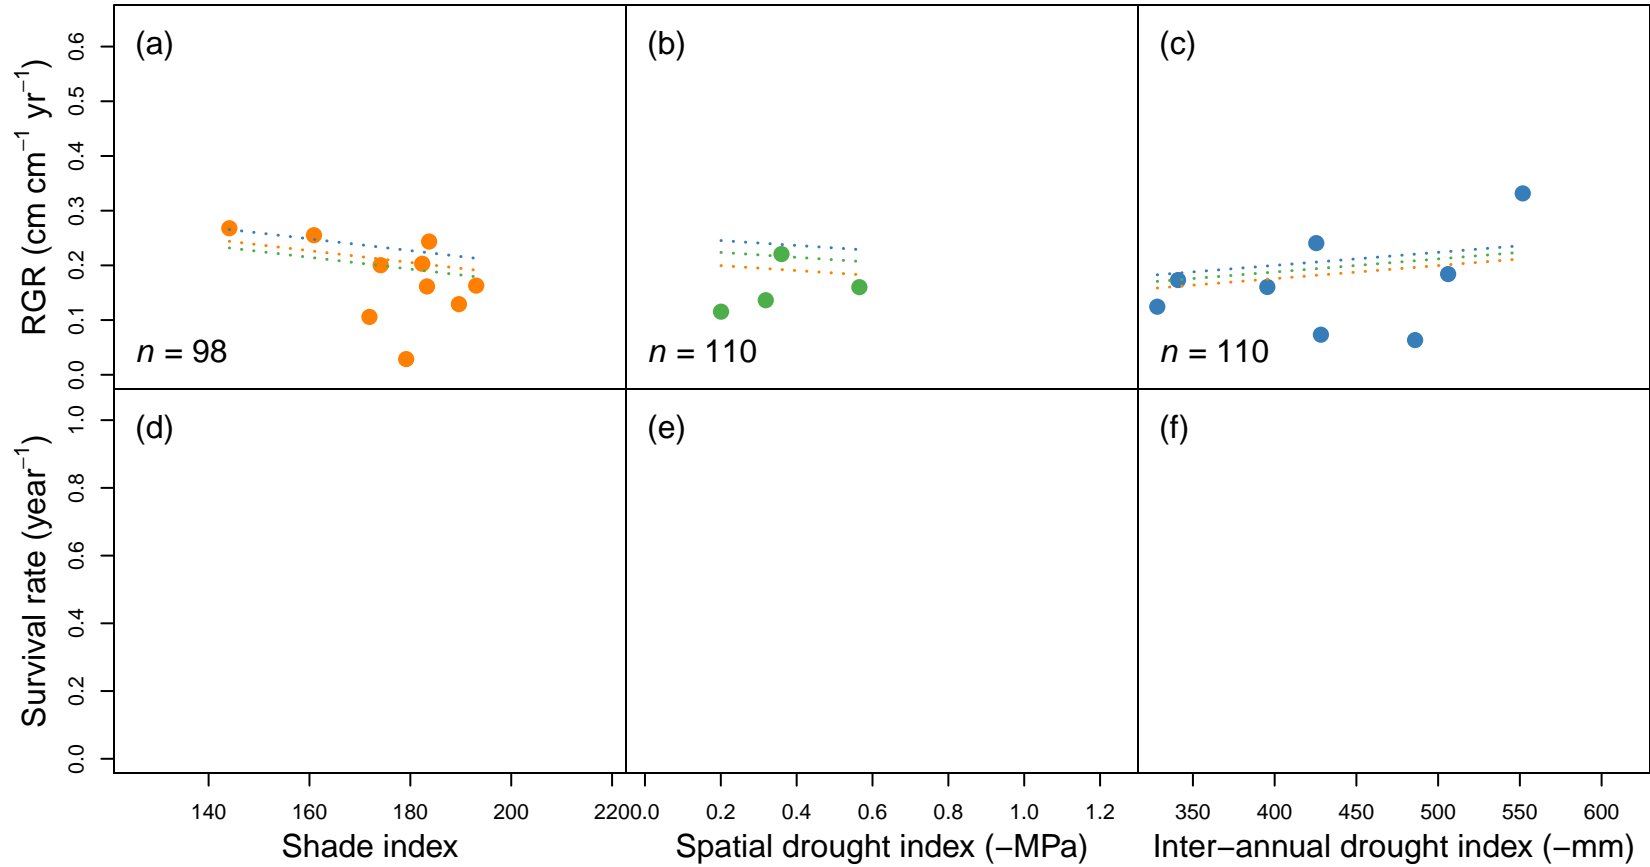 (a)
(b)
(c)
RGR (cm cm⁻¹ yr⁻¹)
0.6
0.5
0.4
0.3
0.2
0.1
0.0
n = 98
n = 110
n = 110
(d)
(e)
(f)
Survival rate (year⁻¹)
1.0
0.8
0.6
0.4
0.2
0.0
140 160 180 200 220
0.0 0.2 0.4 0.6 0.8 1.0 1.2
350 400 450 500 550 600
Shade index
Spatial drought index (−MPa)
Inter−annual drought index (−mm)